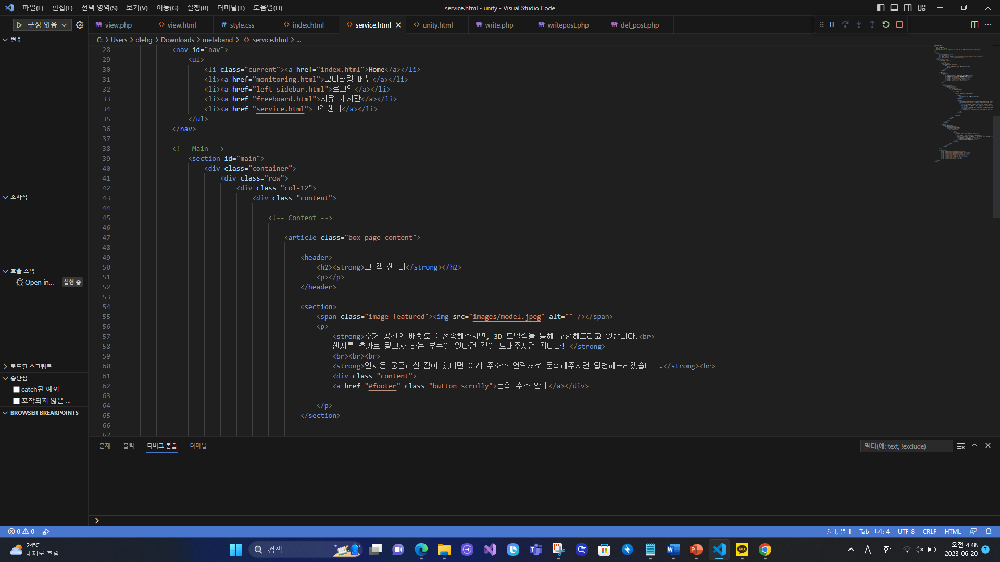 파일(F) 편집(E) 선택 영역(S) 보기(V) 이동(G) 실행(R) 터미널(T) 도움말(H)
service.html - unity - Visual Studio Code
구성 없음
view.php view.html style.css index.html service.html unity.html write.php writepost.php del_post.php
변수
C: > Users > dlehg > Downloads > metaband > service.html > ...
28 <nav id="nav">
29 <ul>
30 <li class="current"><a href="index.html">Home</a></li>
31 <li><a href="monitoring.html">모니터링 메뉴</a></li>
32 <li><a href="left-sidebar.html">로그인</a></li>
33 <li><a href="freeboard.html">자유 게시판</a></li>
34 <li><a href="service.html">고객센터</a></li>
35 </ul>
36 </nav>
37
38 <!-- Main -->
39 <section id="main">
40 <div class="container">
41 <div class="row">
42 <div class="col-12">
43 <div class="content">
44
45 <!-- Content -->
46
47 <article class="box page-content">
48
49 <header>
50 <h2><strong>고 객 센 터</strong></h2>
51 <p></p>
52 </header>
53
54 <section>
55 <span class="image featured"><img src="images/model.jpeg" alt="" /></span>
56 <p>
57 <strong>주거 공간의 배치도를 전송해주시면, 3D 모델링을 통해 구현해드리고 있습니다.<br>
58 센서를 추가로 달고자 하는 부분이 있다면 같이 보내주시면 됩니다! </strong>
59 <br><br><br>
60 <strong>언제든 궁금하신 점이 있다면 아래 주소와 연락처로 문의해주시면 답변해드리겠습니다.</strong><br>
61 <div class="content">
62 <a href="#footer" class="button scrolly">문의 주소 안내</a></div>
63
64 </p>
65 </section>
66
67
조사식
호출 스택
Open in... 실행 중
로드된 스크립트
중단점
catch된 예외
포착되지 않은 ...
BROWSER BREAKPOINTS
문제 출력 디버그 콘솔 터미널
필터(예: text, !exclude)
0 0
줄 1, 열 1 Tab 크기: 4 UTF-8 CRLF HTML
24°C
대체로 흐림
검색
TALK
A 한
오전 4:48
2023-06-20
7